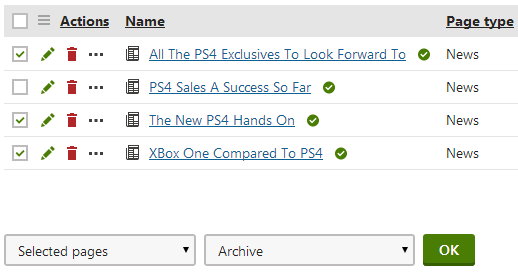 Actions Name Page type
All The PS4 Exclusives To Look Forward To News
PS4 Sales A Success So Far News
The New PS4 Hands On News
XBox One Compared To PS4 News
Selected pages Archive OK